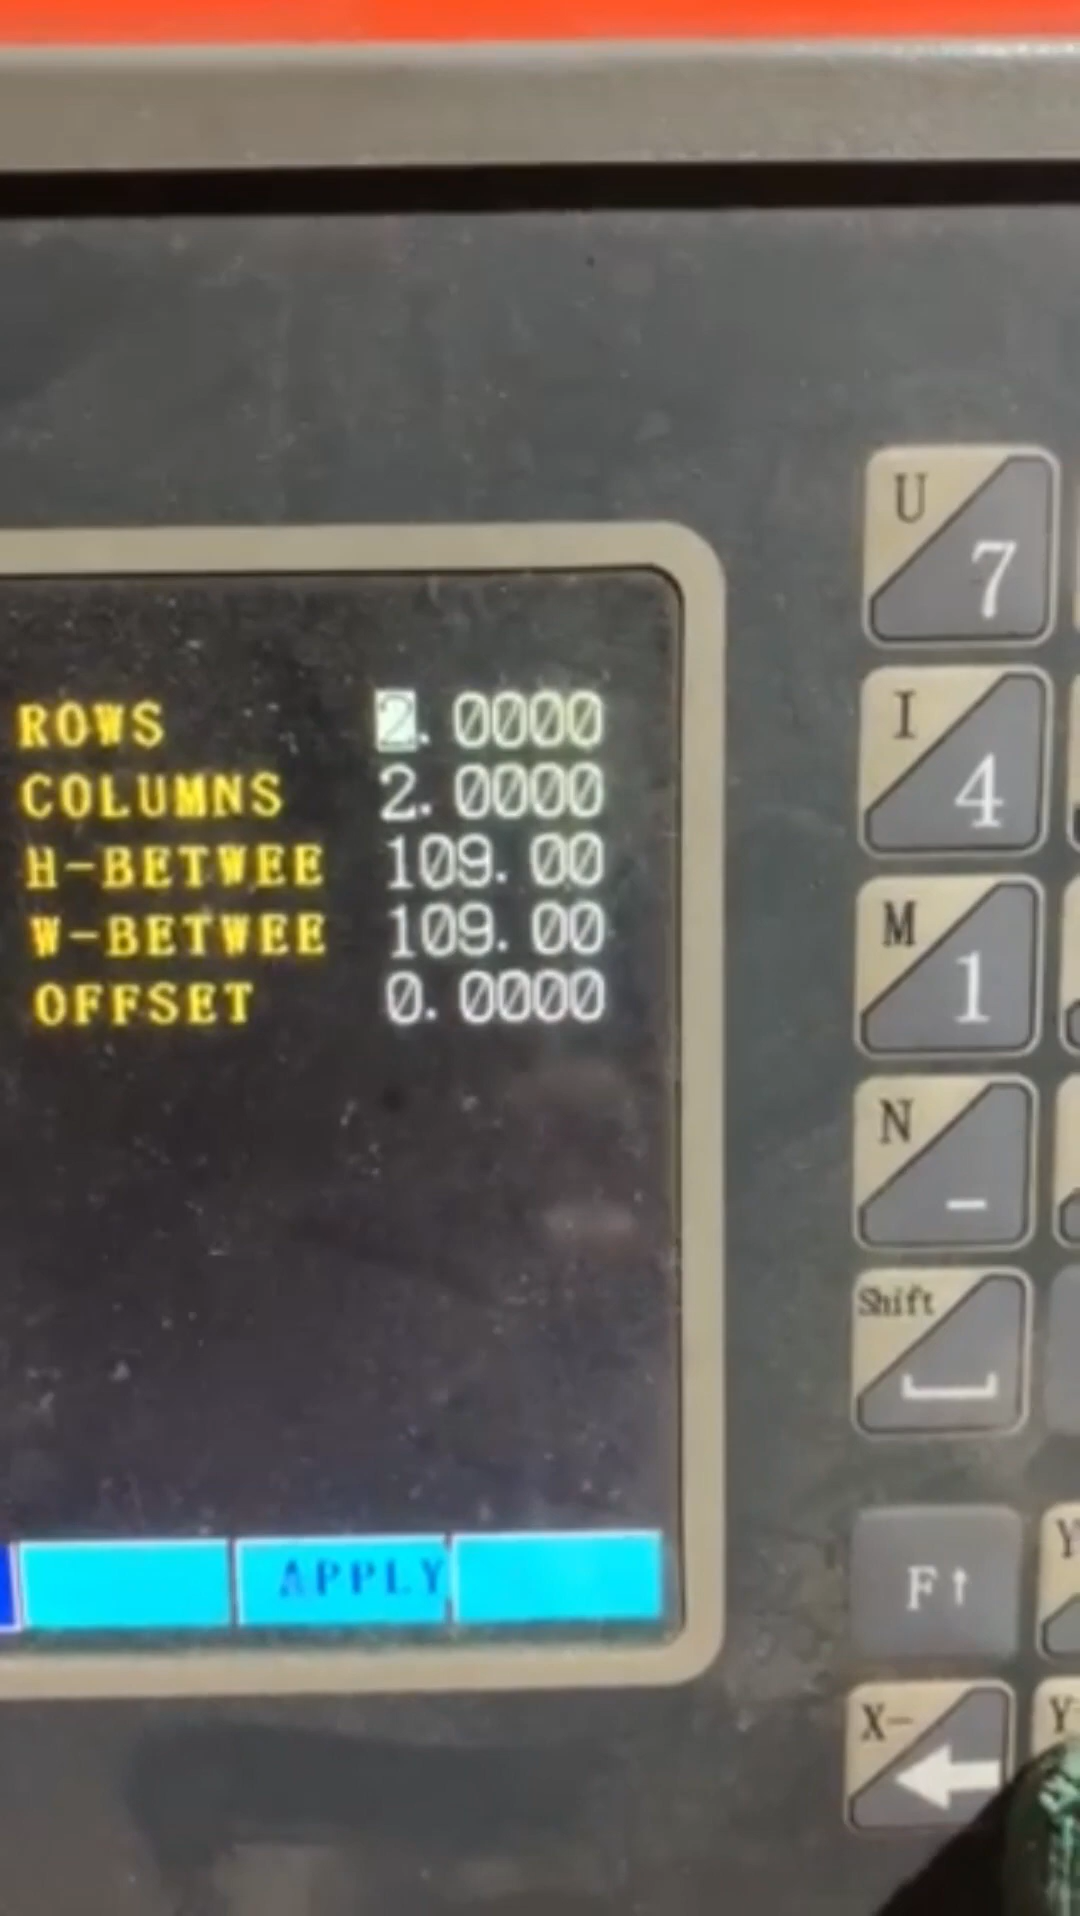 ROWS 2.0000
COLUMNS 2.0000
H-BETWEE 109.00
W-BETWEE 109.00
OFFSET 0.0000
APPLY
U 7
I 4
M 1
N -
Shift
F↑ Y
X- Y